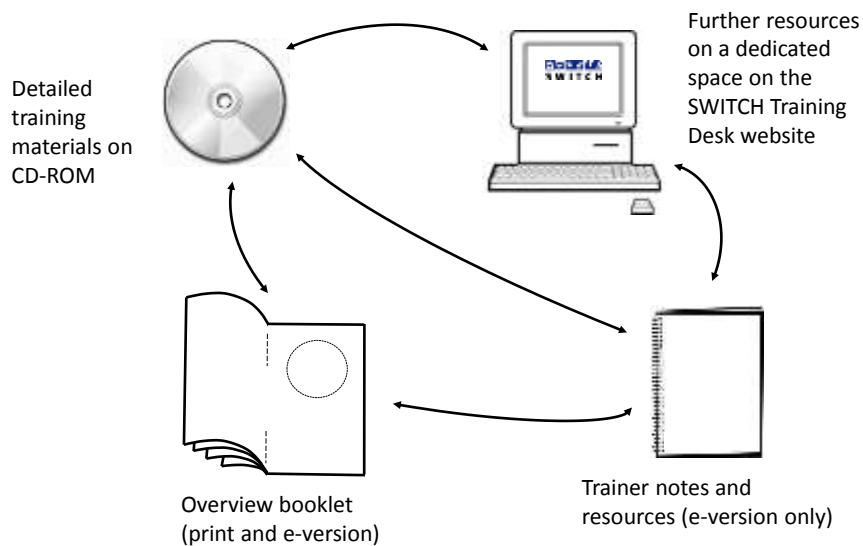 Further resources
on a dedicated
space on the
SWITCH Training
Desk website
Detailed
training
materials on
CD-ROM
SWITCH
Overview booklet
(print and e-version)
Trainer notes and
resources (e-version only)